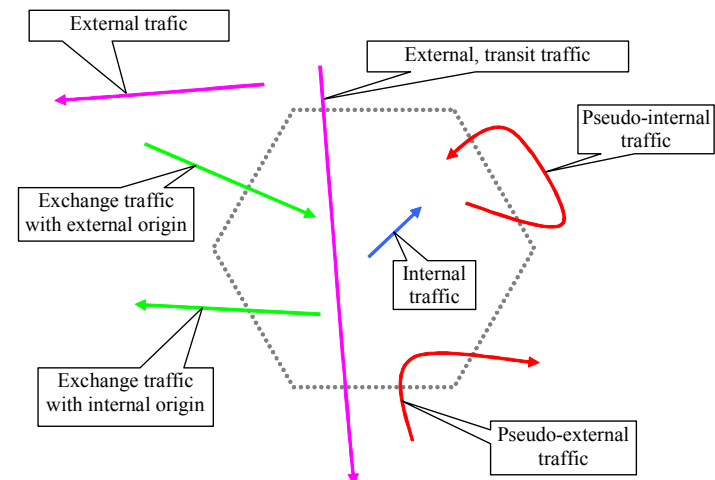 External trafic
External, transit traffic
Pseudo-internal
traffic
Exchange traffic
with external origin
Internal
traffic
Exchange traffic
with internal origin
Pseudo-external
traffic